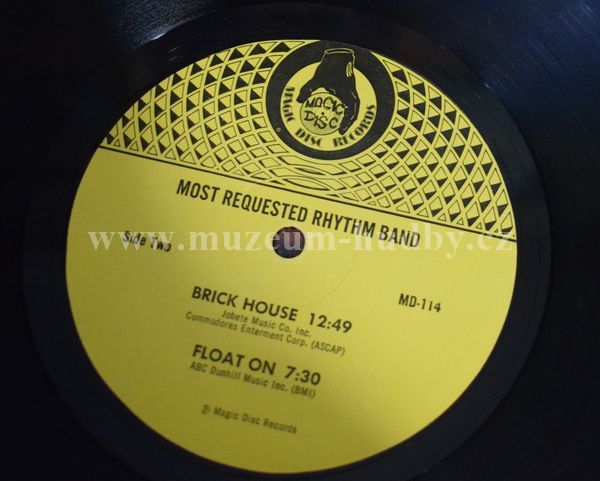 MAGIC
DISC
MAGIC DISC RECORDS
MOST REQUESTED RHYTHM BAND
www.muzeum-hudby.cz
Side Two
MD-114
BRICK HOUSE 12:49
Jobete Music Co. Inc.
Commodores Enterment Corp. (ASCAP)
FLOAT ON 7:30
ABC Dunhill Music Inc. (BMI)
℗ Magic Disc Records